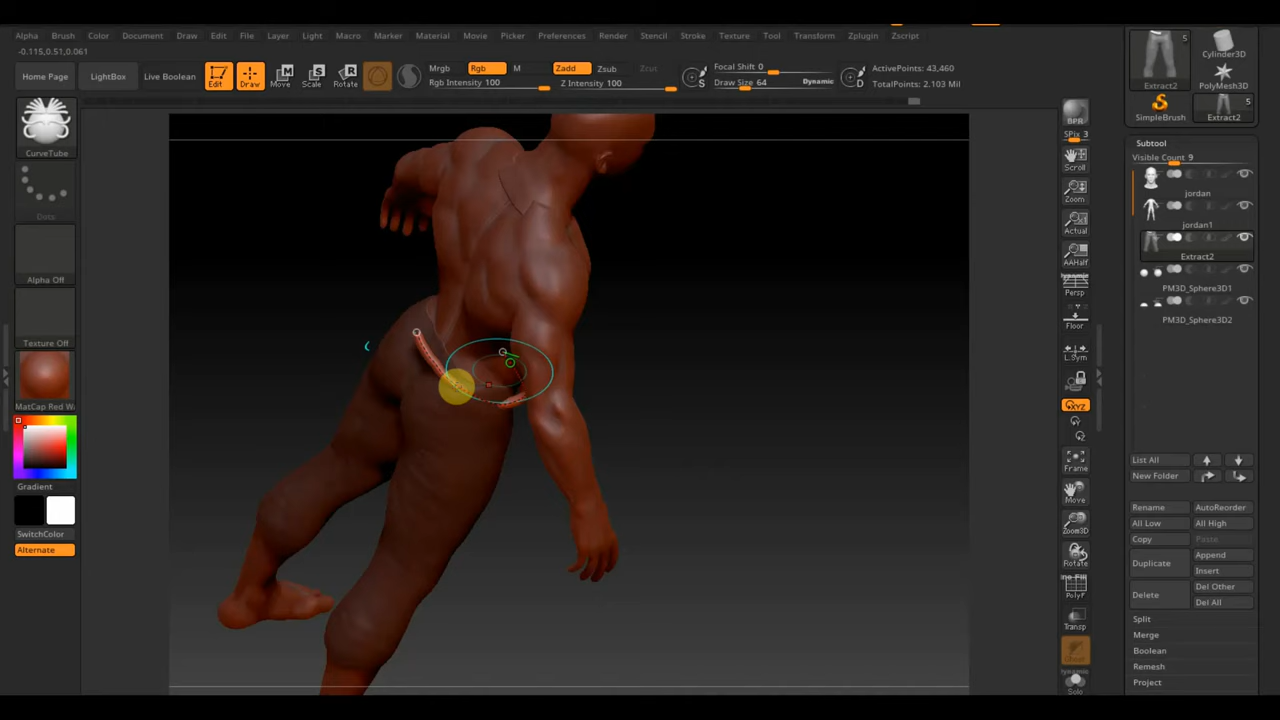 Alpha Brush Color Document Draw Edit File Layer Light Macro Marker Material Movie Picker Preferences Render Stencil Stroke Texture Tool Transform Zplugin Zscript
-0.115,0.51,0.061
Home Page
LightBox
Live Boolean
Edit
Draw
Move
Scale
Rotate
Mrgb
Rgb
M
Rgb Intensity 100
Zadd
Zsub
Zcut
Z Intensity 100
S
Focal Shift 0
Draw Size 64
Dynamic
D
ActivePoints: 43,460
TotalPoints: 2.103 Mil
CurveTube
Dots
Alpha Off
Texture Off
MatCap Red Wa
Gradient
SwitchColor
Alternate
BPR
SPix 3
Scroll
Zoom
Actual
AAHalf
Dynamic
Persp
Floor
L.Sym
XYZ
Y
Z
Frame
Move
Zoom3D
Rotate
Line Fill
PolyF
Transp
Ghost
Dynamic
Solo
5
Extract2
Cylinder3D
PolyMesh3D
SimpleBrush
5
Extract2
Subtool
Visible Count 9
jordan
jordan1
Extract2
PM3D_Sphere3D1
PM3D_Sphere3D2
List All
New Folder
Rename
AutoReorder
All Low
All High
Copy
Paste
Duplicate
Append
Insert
Delete
Del Other
Del All
Split
Merge
Boolean
Remesh
Project